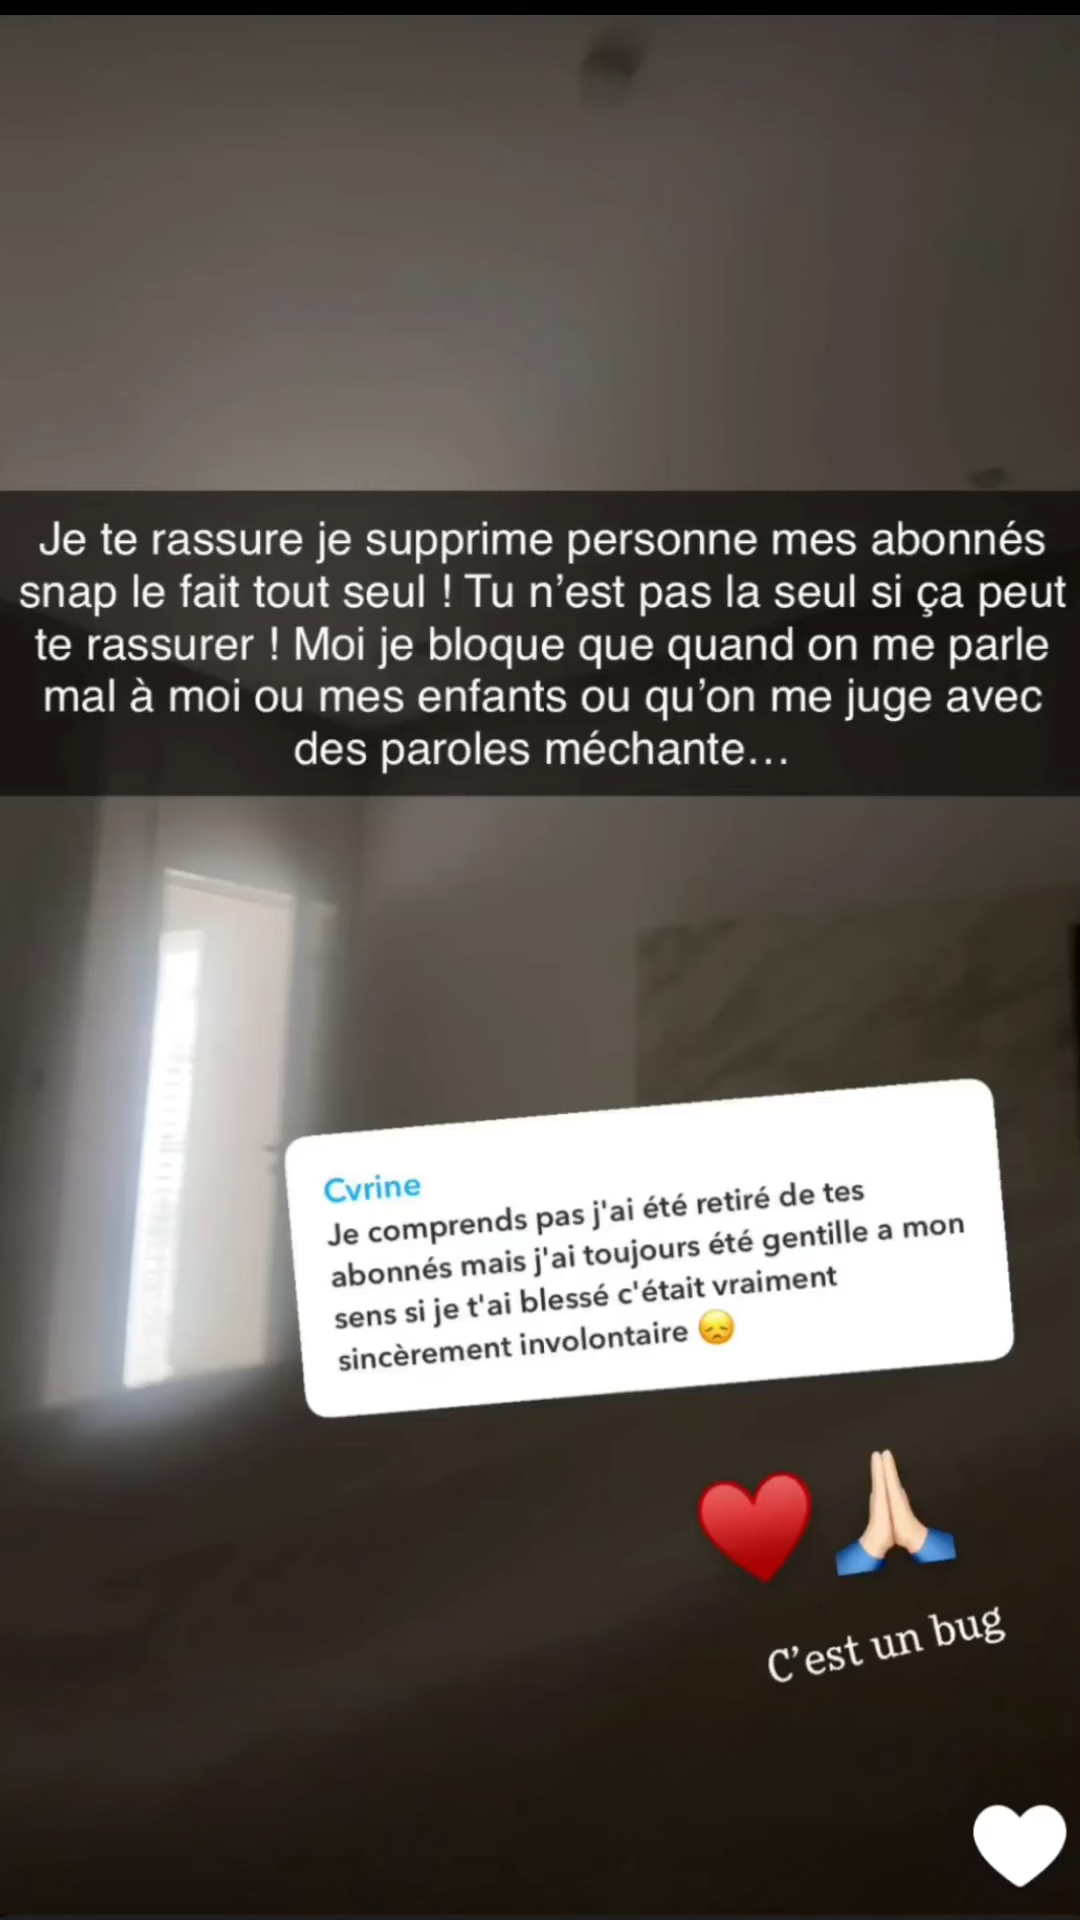 Je te rassure je supprime personne mes abonnés
snap le fait tout seul ! Tu n’est pas la seul si ça peut
te rassurer ! Moi je bloque que quand on me parle
mal à moi ou mes enfants ou qu’on me juge avec
des paroles méchante...
Cvrine
Je comprends pas j'ai été retiré de tes
abonnés mais j'ai toujours été gentille a mon
sens si je t'ai blessé c'était vraiment
sincèrement involontaire 😞
C’est un bug